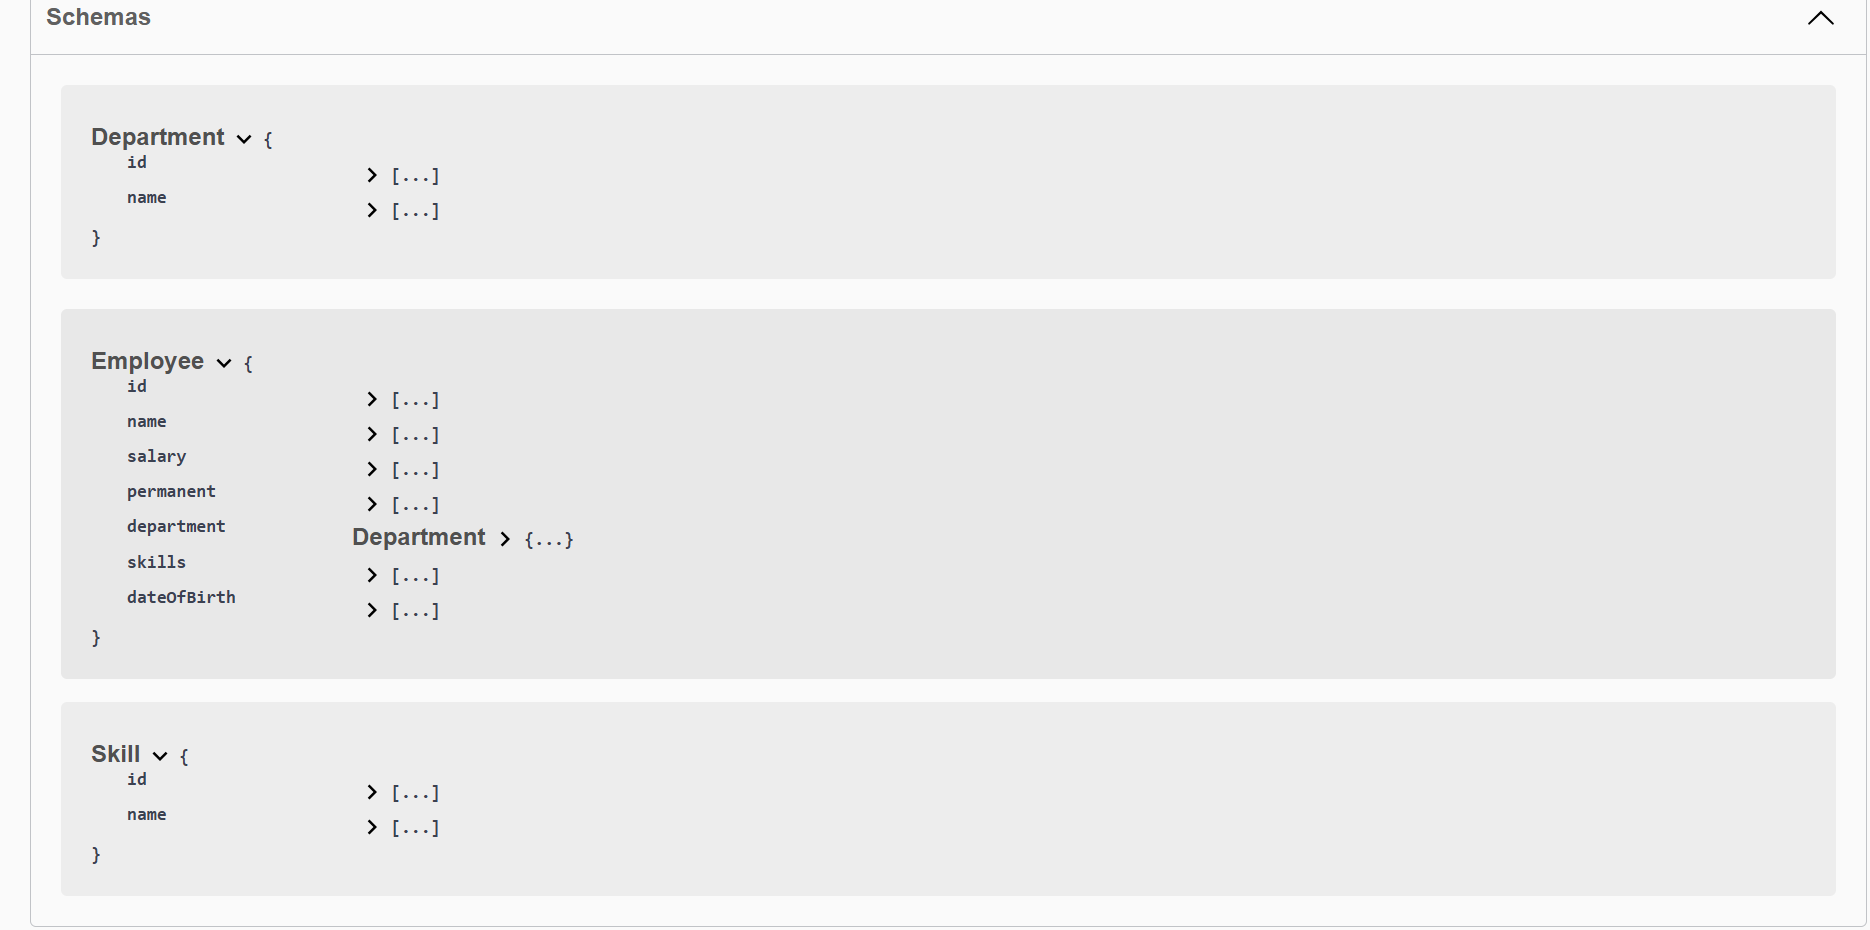 Schemas
Department {
id [...]
name [...]
}
Employee {
id [...]
name [...]
salary [...]
permanent [...]
department Department {...}
skills [...]
dateOfBirth [...]
}
Skill {
id [...]
name [...]
}